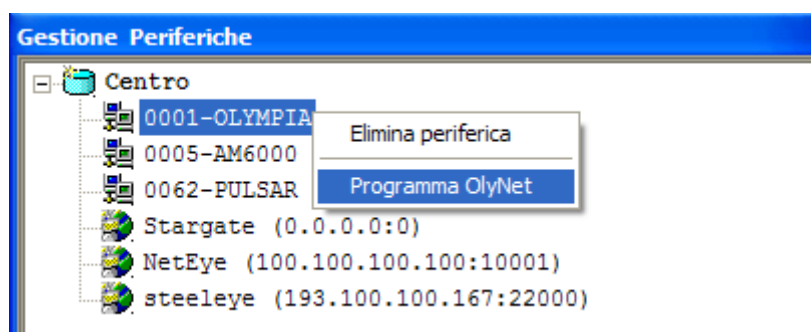 Gestione Periferiche
Centro
0001-OLYMPIA
Elimina periferica
0005-AM6000
Programma OlyNet
0062-PULSAR
Stargate (0.0.0.0:0)
NetEye (100.100.100.100:10001)
steeleye (193.100.100.167:22000)